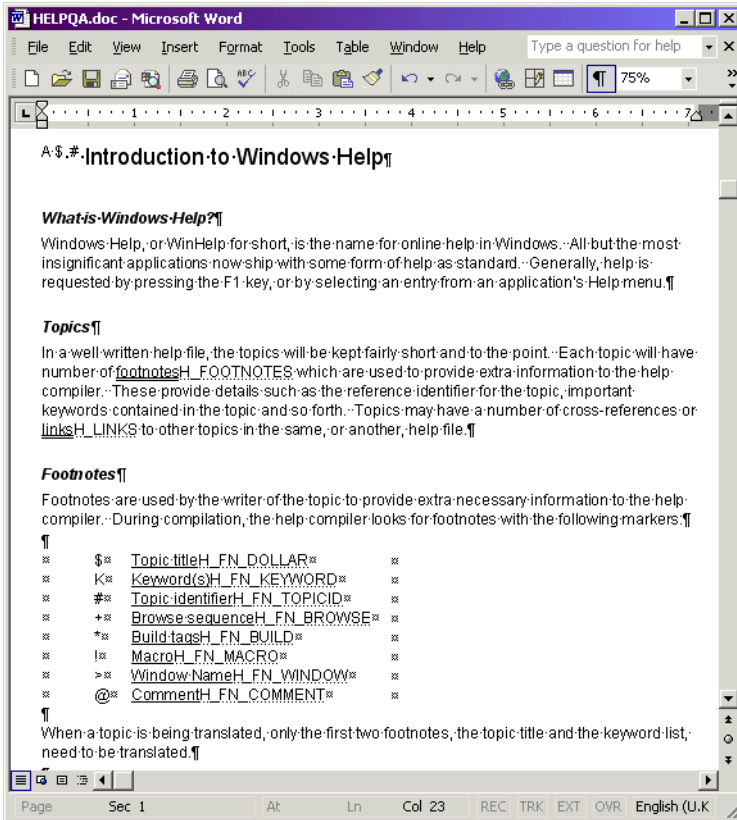 HELPQA.doc - Microsoft Word
File Edit View Insert Format Tools Table Window Help Type a question for help
ABC 75%
1 2 3 4 5 6 7
A·$.#·Introduction·to·Windows·Help¶
What·is·Windows·Help?¶
Windows·Help,·or·WinHelp·for·short,·is·the·name·for·online·help·in·Windows.··All·but·the·most·
insignificant·applications·now·ship·with·some·form·of·help·as·standard.··Generally,·help·is·
requested·by·pressing·the·F1·key,·or·by·selecting·an·entry·from·an·application's·Help·menu.¶
Topics¶
In·a·well·written·help·file,·the·topics·will·be·kept·fairly·short·and·to·the·point.··Each·topic·will·have·
number·of·footnotesH_FOOTNOTES·which·are·used·to·provide·extra·information·to·the·help·
compiler.··These·provide·details·such·as·the·reference·identifier·for·the·topic,·important·
keywords·contained·in·the·topic·and·so·forth.··Topics·may·have·a·number·of·cross-references·or·
linksH_LINKS·to·other·topics·in·the·same,·or·another,·help·file.¶
Footnotes¶
Footnotes·are·used·by·the·writer·of·the·topic·to·provide·extra·necessary·information·to·the·help·
compiler.··During·compilation,·the·help·compiler·looks·for·footnotes·with·the·following·markers:¶
¶
¤ $¤ Topic·titleH_FN_DOLLAR¤ ¤
¤ K¤ Keyword(s)H_FN_KEYWORD¤ ¤
¤ #¤ Topic·identifierH_FN_TOPICID¤ ¤
¤ +¤ Browse·sequenceH_FN_BROWSE¤ ¤
¤ *¤ Build·tagsH_FN_BUILD¤ ¤
¤ !¤ MacroH_FN_MACRO¤ ¤
¤ >¤ Window·NameH_FN_WINDOW¤ ¤
¤ @¤ CommentH_FN_COMMENT¤ ¤
¶
When·a·topic·is·being·translated,·only·the·first·two·footnotes,·the·topic·title·and·the·keyword·list,·
need·to·be·translated.¶
Page Sec 1 At Ln Col 23 REC TRK EXT OVR English (U.K